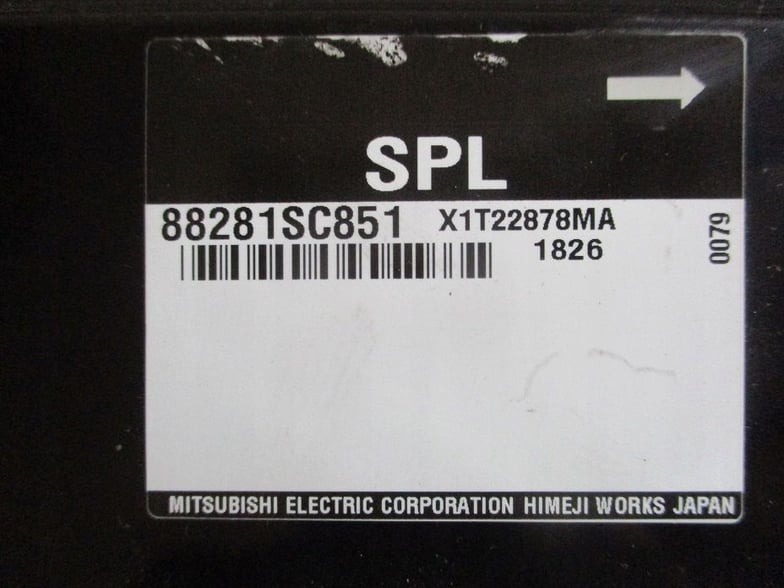 SPL
88281SC851 X1T22878MA
1826
0079
MITSUBISHI ELECTRIC CORPORATION HIMEJI WORKS JAPAN